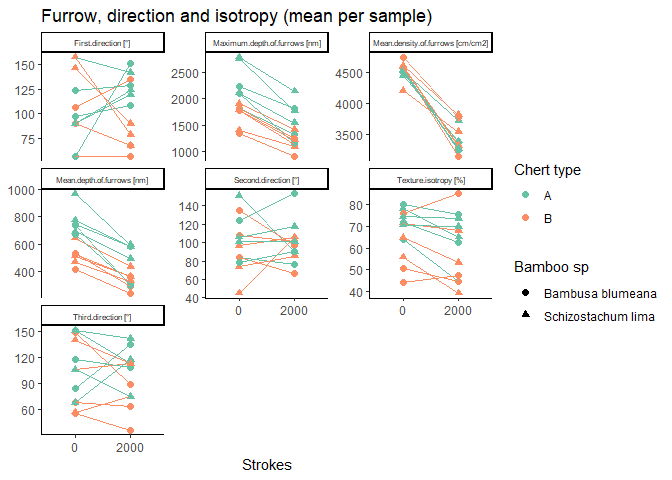 Furrow, direction and isotropy (mean per sample)
First.direction [°]
Maximum.depth.of.furrows [nm]
Mean.density.of.furrows [cm/cm2]
150
125
100
75
2500
2000
1500
1000
4500
4000
3500
Mean.depth.of.furrows [nm]
Second.direction [°]
Texture.isotropy [%]
1000
800
600
400
140
120
100
80
60
40
80
70
60
50
40
0
2000
0
2000
Third.direction [°]
150
120
90
60
0
2000
Strokes
Chert type
A
B
Bamboo sp
Bambusa blumeana
Schizostachum lima